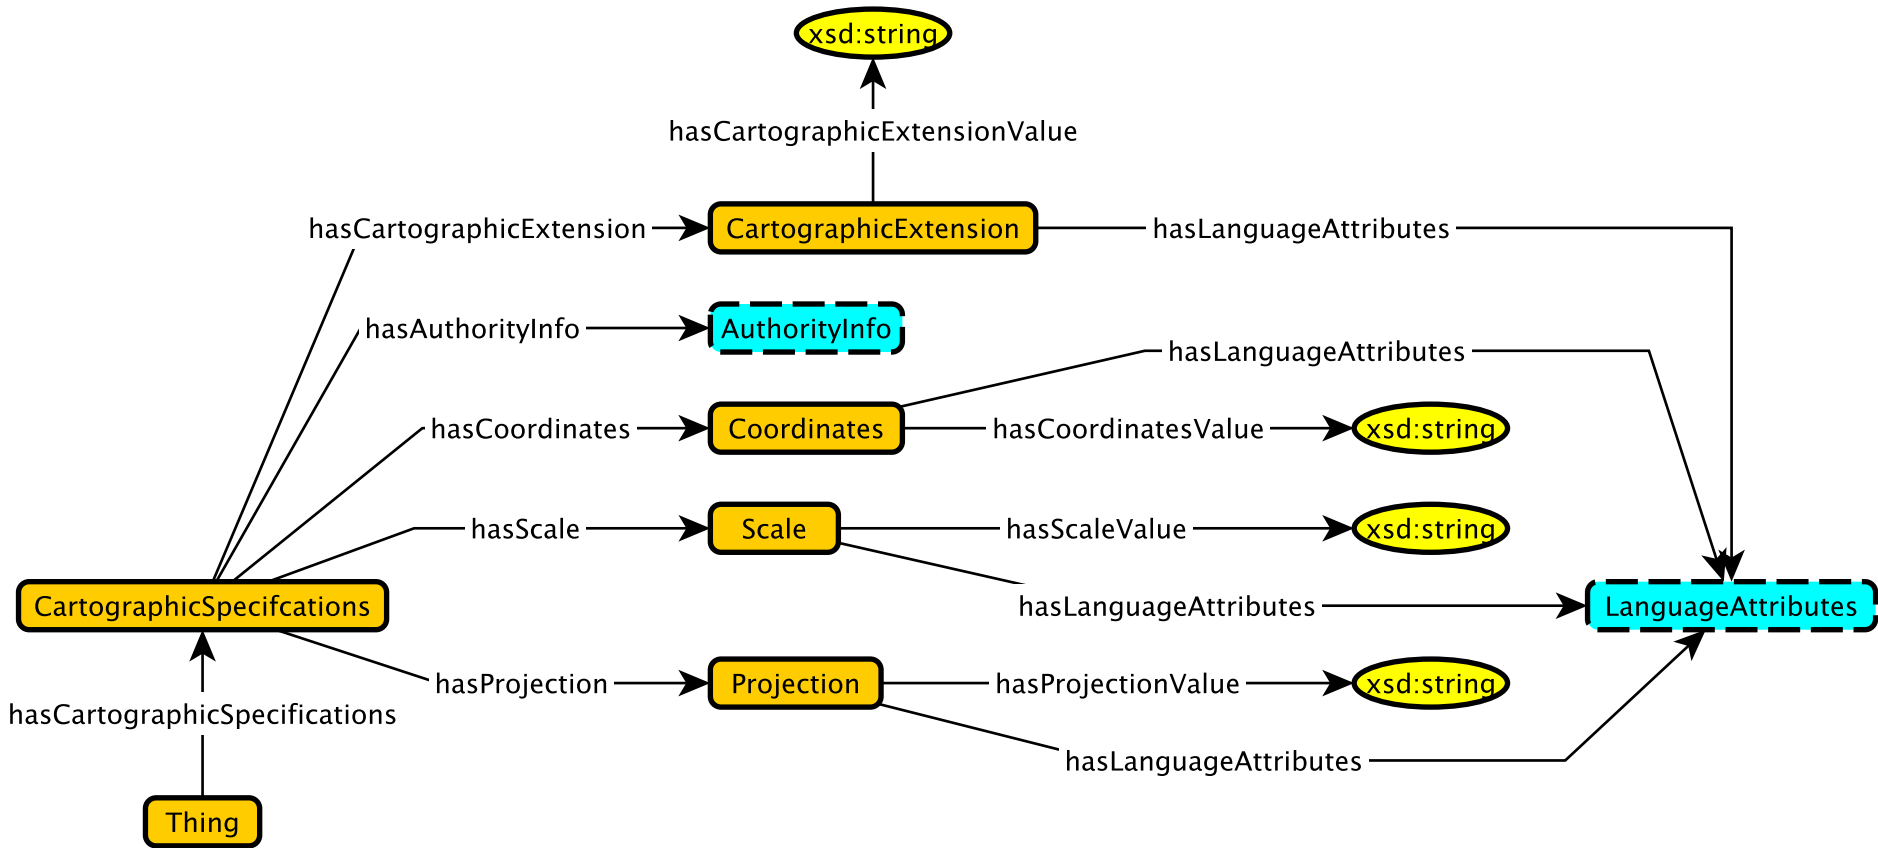 xsd:string
hasCartographicExtensionValue
hasCartographicExtension
CartographicExtension
hasLanguageAttributes
hasAuthorityInfo
AuthorityInfo
hasLanguageAttributes
hasCoordinates
Coordinates
hasCoordinatesValue
xsd:string
hasScale
Scale
hasScaleValue
xsd:string
CartographicSpecifcations
hasLanguageAttributes
LanguageAttributes
hasProjection
Projection
hasProjectionValue
xsd:string
hasCartographicSpecifications
hasLanguageAttributes
Thing